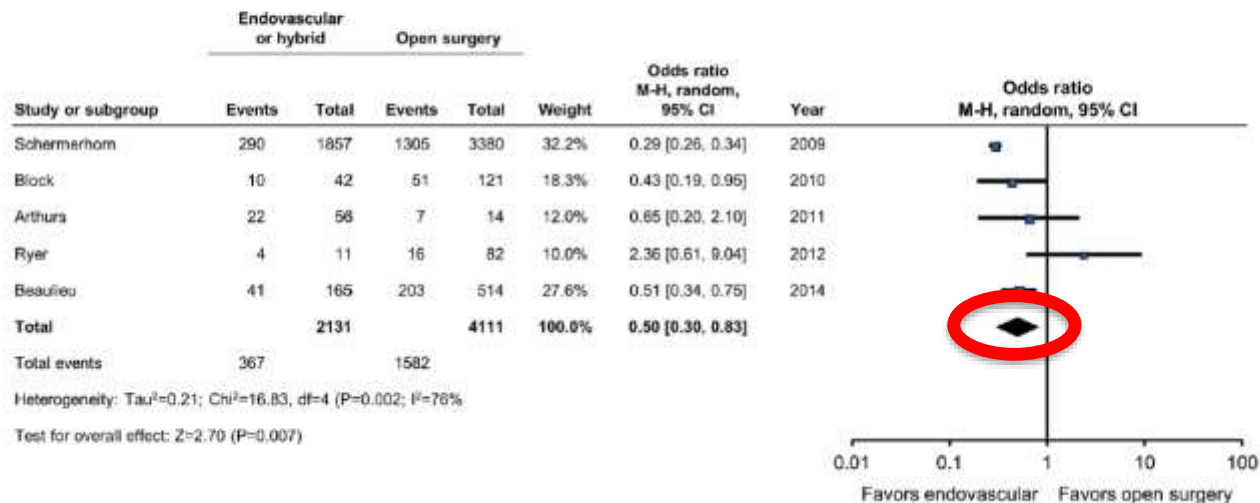 Endovascular or hybrid Open surgery
Study or subgroup Events Total Events Total Weight Odds ratio M-H, random, 95% CI Year Odds ratio M-H, random, 95% CI
Schermerhorn 290 1857 1305 3380 32.2% 0.29 [0.26, 0.34] 2009
Block 10 42 51 121 18.3% 0.43 [0.19, 0.95] 2010
Arthurs 22 56 7 14 12.0% 0.65 [0.20, 2.10] 2011
Ryer 4 11 16 82 10.0% 2.36 [0.61, 9.04] 2012
Beaulieu 41 165 203 514 27.6% 0.51 [0.34, 0.75] 2014
Total 2131 4111 100.0% 0.50 [0.30, 0.83]
Total events 367 1582
Heterogeneity: Tau²=0.21; Chi²=16.83, df=4 (P=0.002; I²=76%
Test for overall effect: Z=2.70 (P=0.007)
0.01 0.1 1 10 100
Favors endovascular Favors open surgery